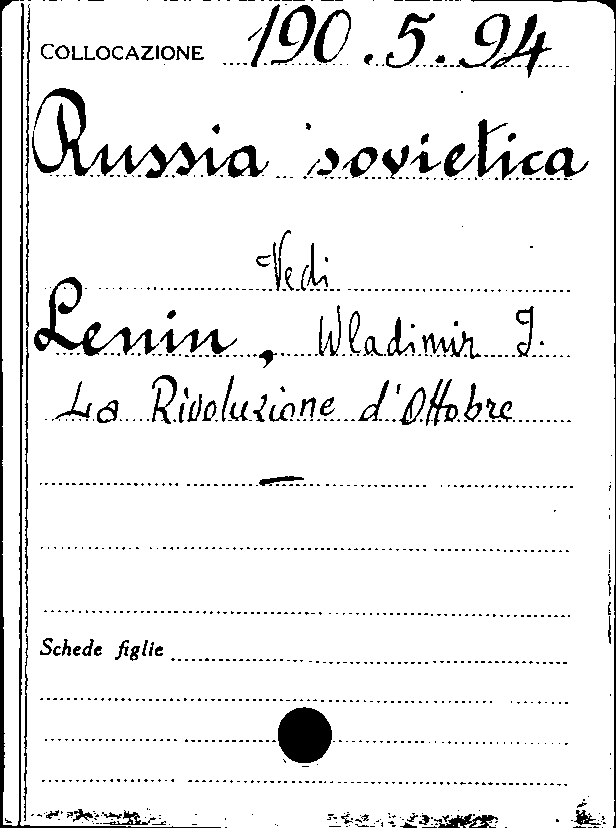 COLLOCAZIONE 190.5.94
Russia sovietica
Vedi
Lenin, Wladimir J.
La Rivoluzione d'Ottobre
Schede figlie